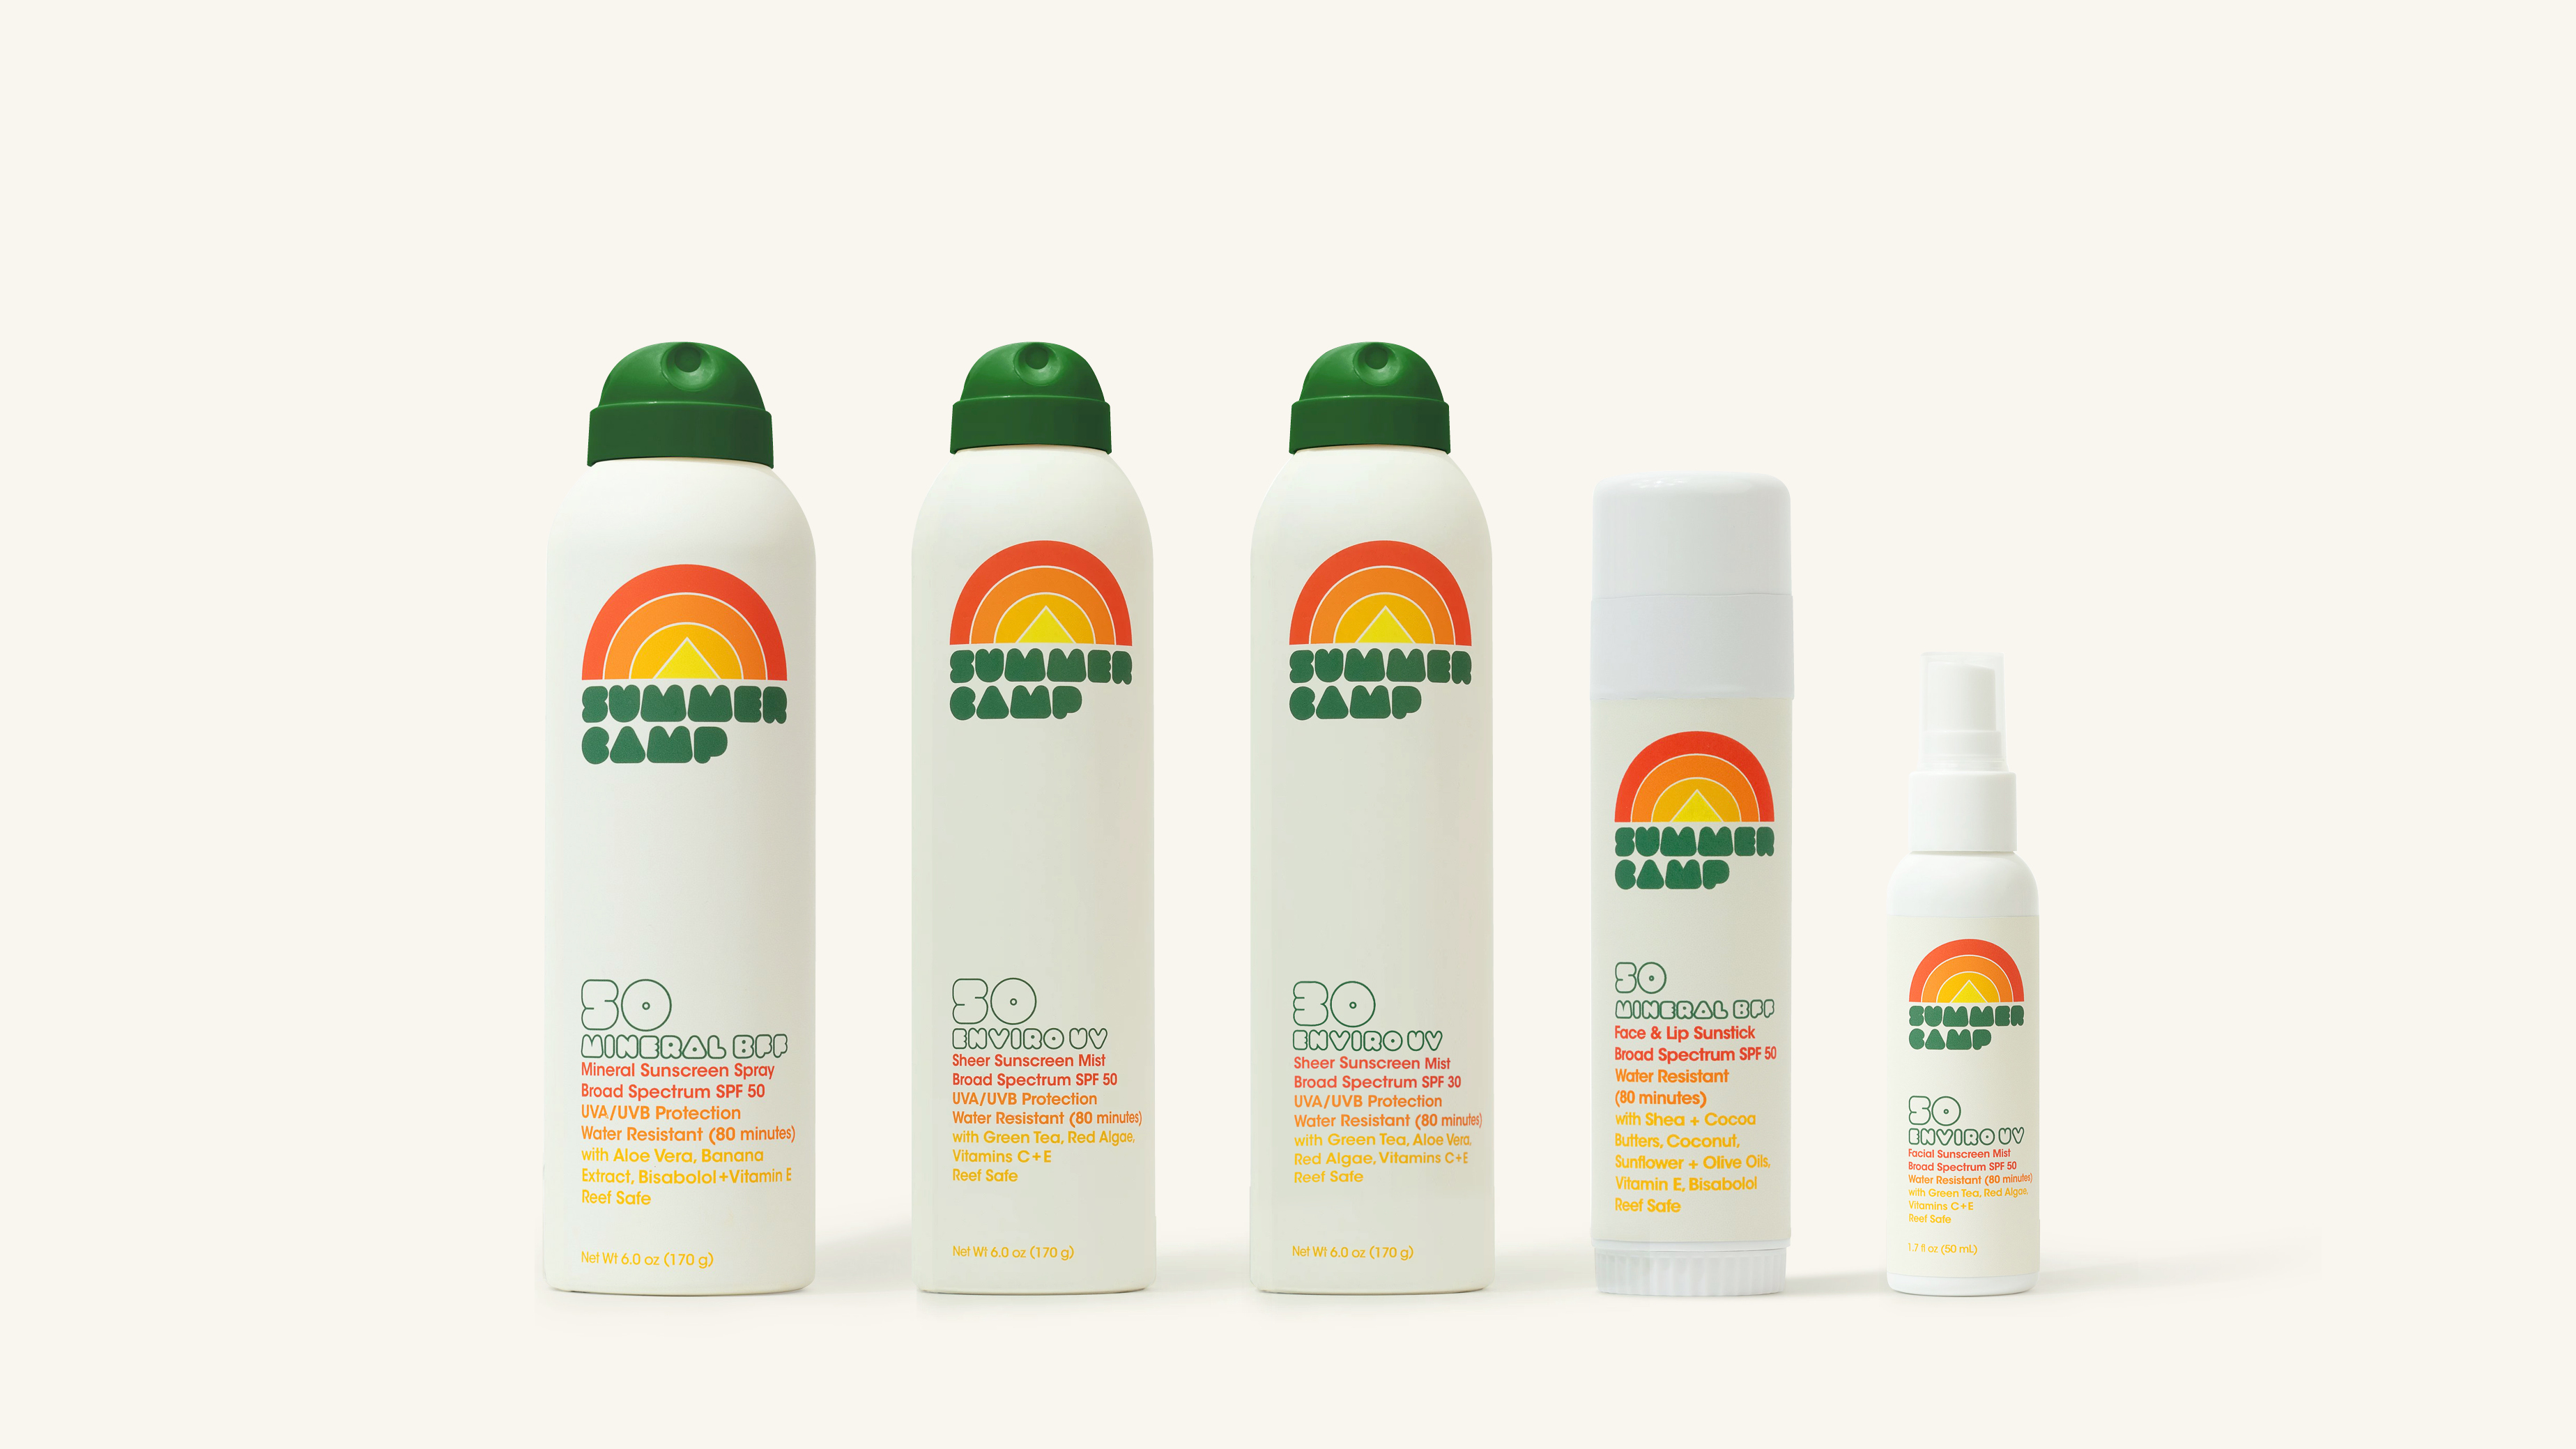 SUMMER
CAMP
50
MINERAL BFF
Mineral Sunscreen Spray
Broad Spectrum SPF 50
UVA/UVB Protection
Water Resistant (80 minutes)
with Aloe Vera, Banana
Extract, Bisabolol+Vitamin E
Reef Safe
Net Wt 6.0 oz (170 g)
SUMMER
CAMP
50
ENVIRO UV
Sheer Sunscreen Mist
Broad Spectrum SPF 50
UVA/UVB Protection
Water Resistant (80 minutes)
with Green Tea, Red Algae,
Vitamins C+E
Reef Safe
Net Wt 6.0 oz (170 g)
SUMMER
CAMP
30
ENVIRO UV
Sheer Sunscreen Mist
Broad Spectrum SPF 30
UVA/UVB Protection
Water Resistant (80 minutes)
with Green Tea, Aloe Vera,
Red Algae, Vitamins C+E
Reef Safe
Net Wt 6.0 oz (170 g)
SUMMER
CAMP
50
MINERAL BFF
Face & Lip Sunstick
Broad Spectrum SPF 50
Water Resistant
(80 minutes)
with Shea + Cocoa
Butters, Coconut,
Sunflower + Olive Oils,
Vitamin E, Bisabolol
Reef Safe
SUMMER
CAMP
50
ENVIRO UV
Facial Sunscreen Mist
Broad Spectrum SPF 50
Water Resistant (80 minutes)
with Green Tea, Red Algae,
Vitamins C+E
Reef Safe
1.7 fl oz (50 mL)